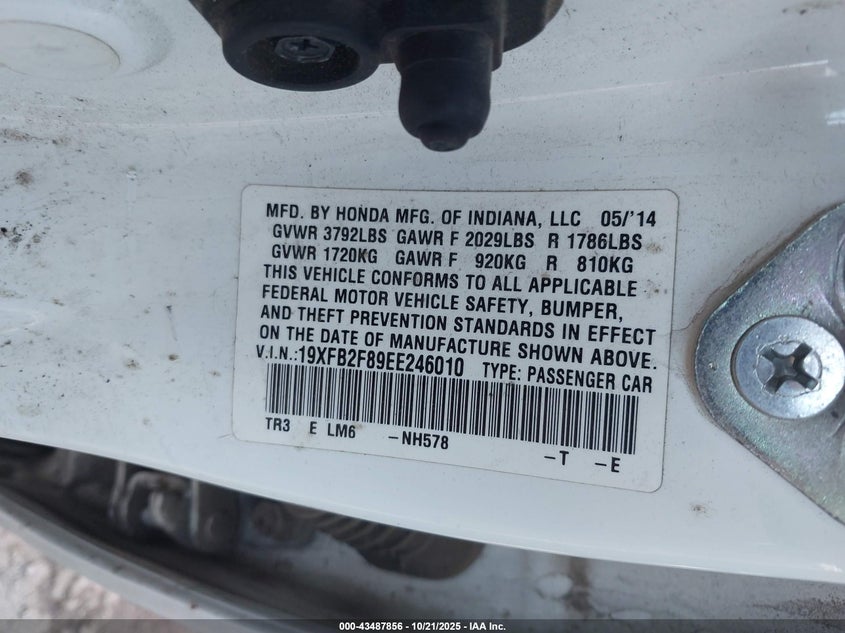 MFD. BY HONDA MFG. OF INDIANA, LLC 05/'14
GVWR 3792LBS GAWR F 2029LBS R 1786LBS
GVWR 1720KG GAWR F 920KG R 810KG
THIS VEHICLE CONFORMS TO ALL APPLICABLE
FEDERAL MOTOR VEHICLE SAFETY, BUMPER,
AND THEFT PREVENTION STANDARDS IN EFFECT
ON THE DATE OF MANUFACTURE SHOWN ABOVE.
V.I.N.:19XFB2F89EE246010 TYPE: PASSENGER CAR
TR3 E LM6 -NH578
-T -E
000-43487856 - 10/21/2025 - IAA Inc.